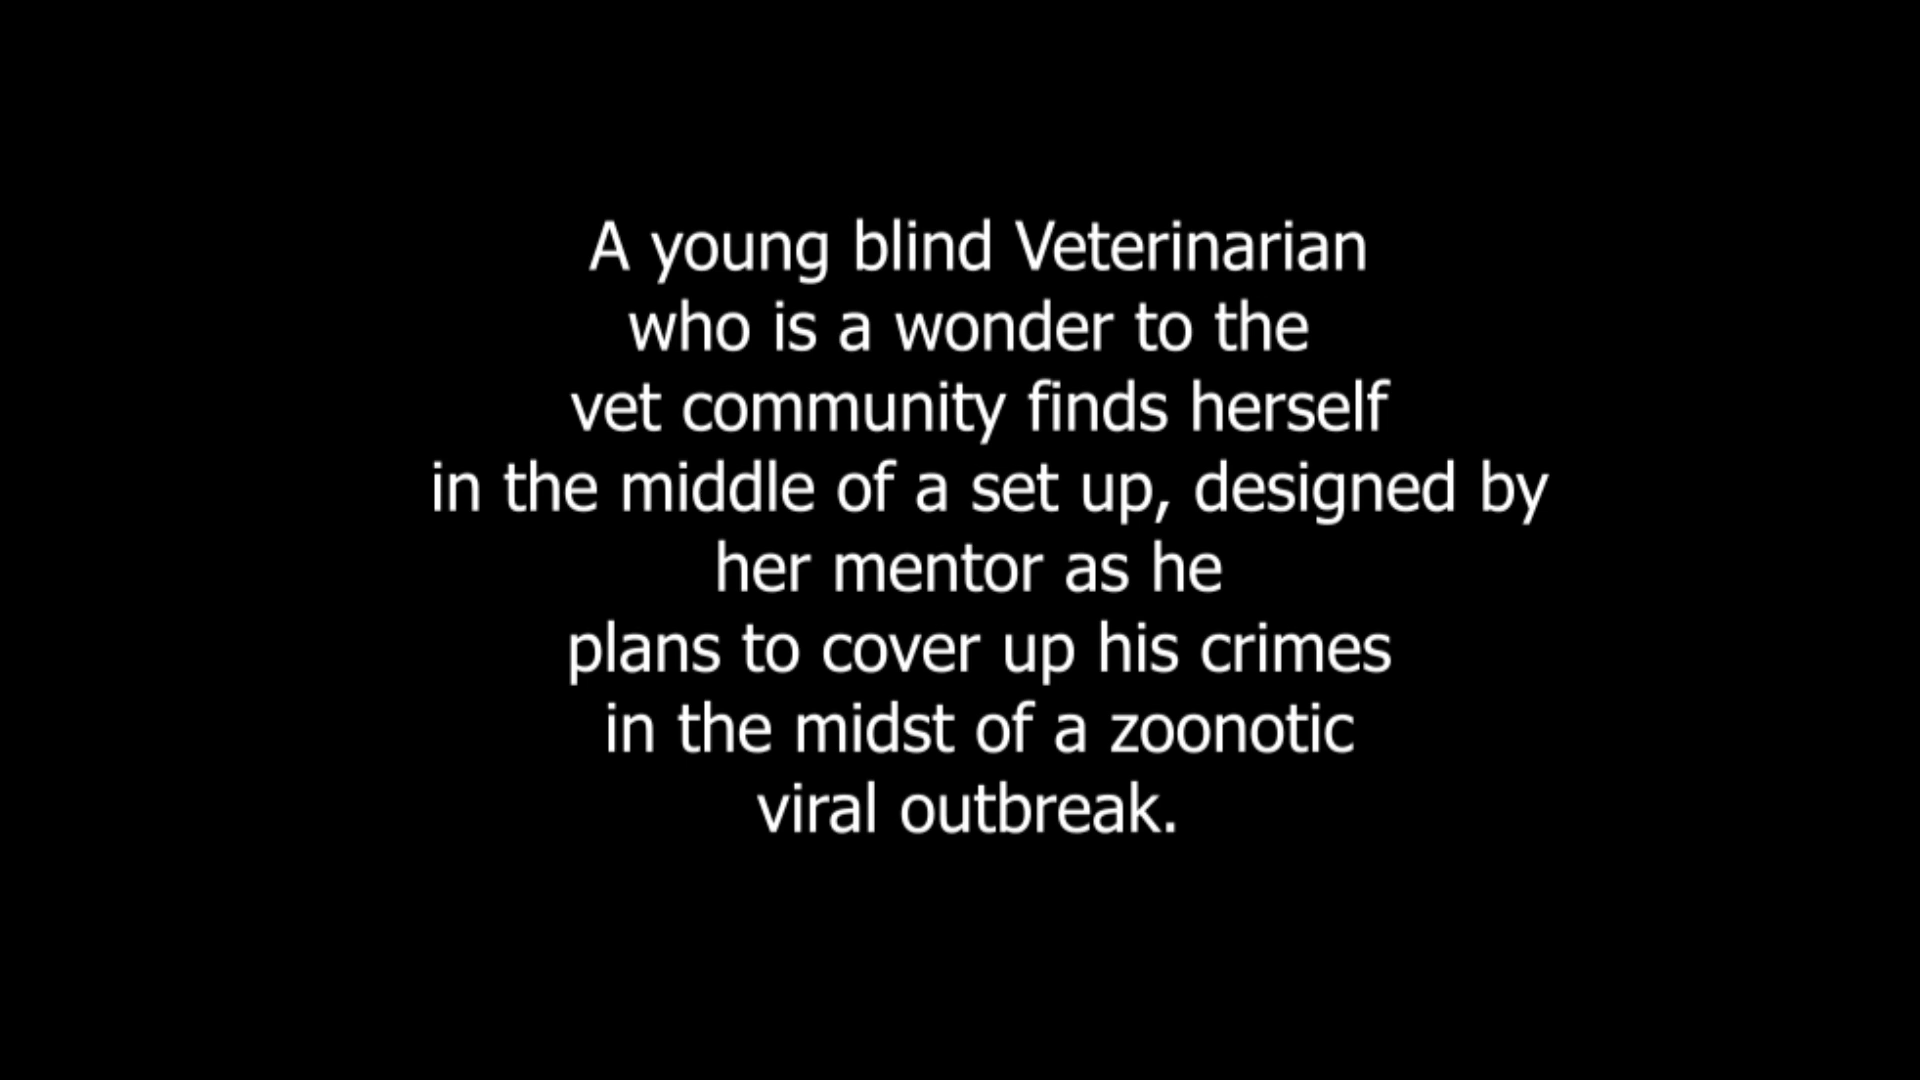 A young blind Veterinarian
who is a wonder to the
vet community finds herself
in the middle of a set up, designed by
her mentor as he
plans to cover up his crimes
in the midst of a zoonotic
viral outbreak.